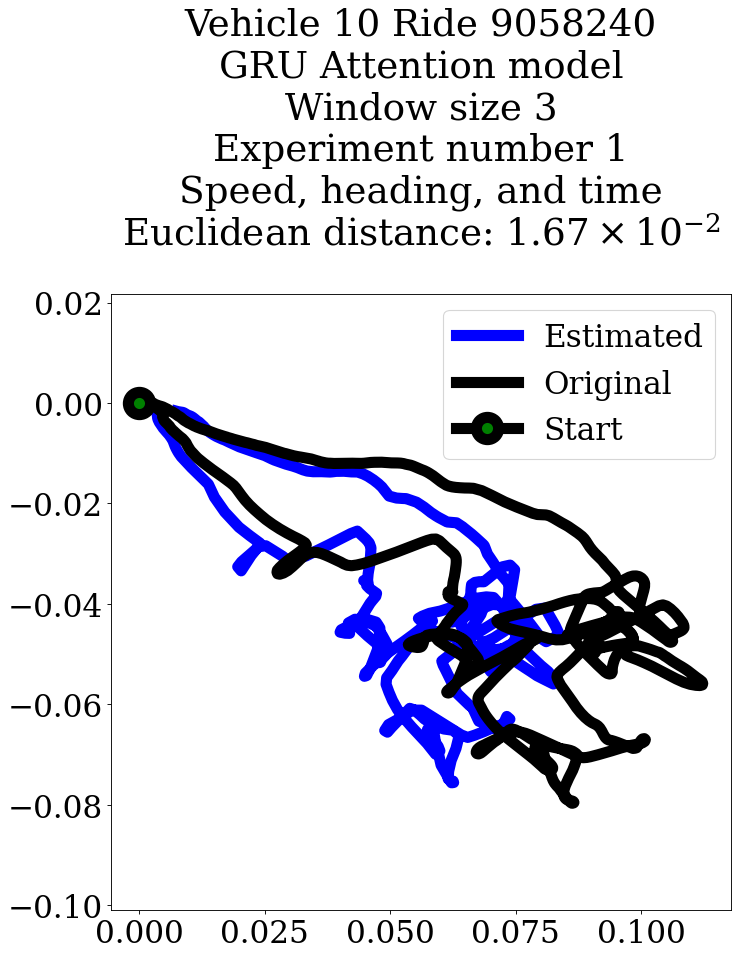 Vehicle 10 Ride 9058240
GRU Attention model
Window size 3
Experiment number 1
Speed, heading, and time
Euclidean distance: 1.67 × 10⁻²
0.02
0.00
−0.02
−0.04
−0.06
−0.08
−0.10
Estimated
Original
Start
0.000 0.025 0.050 0.075 0.100